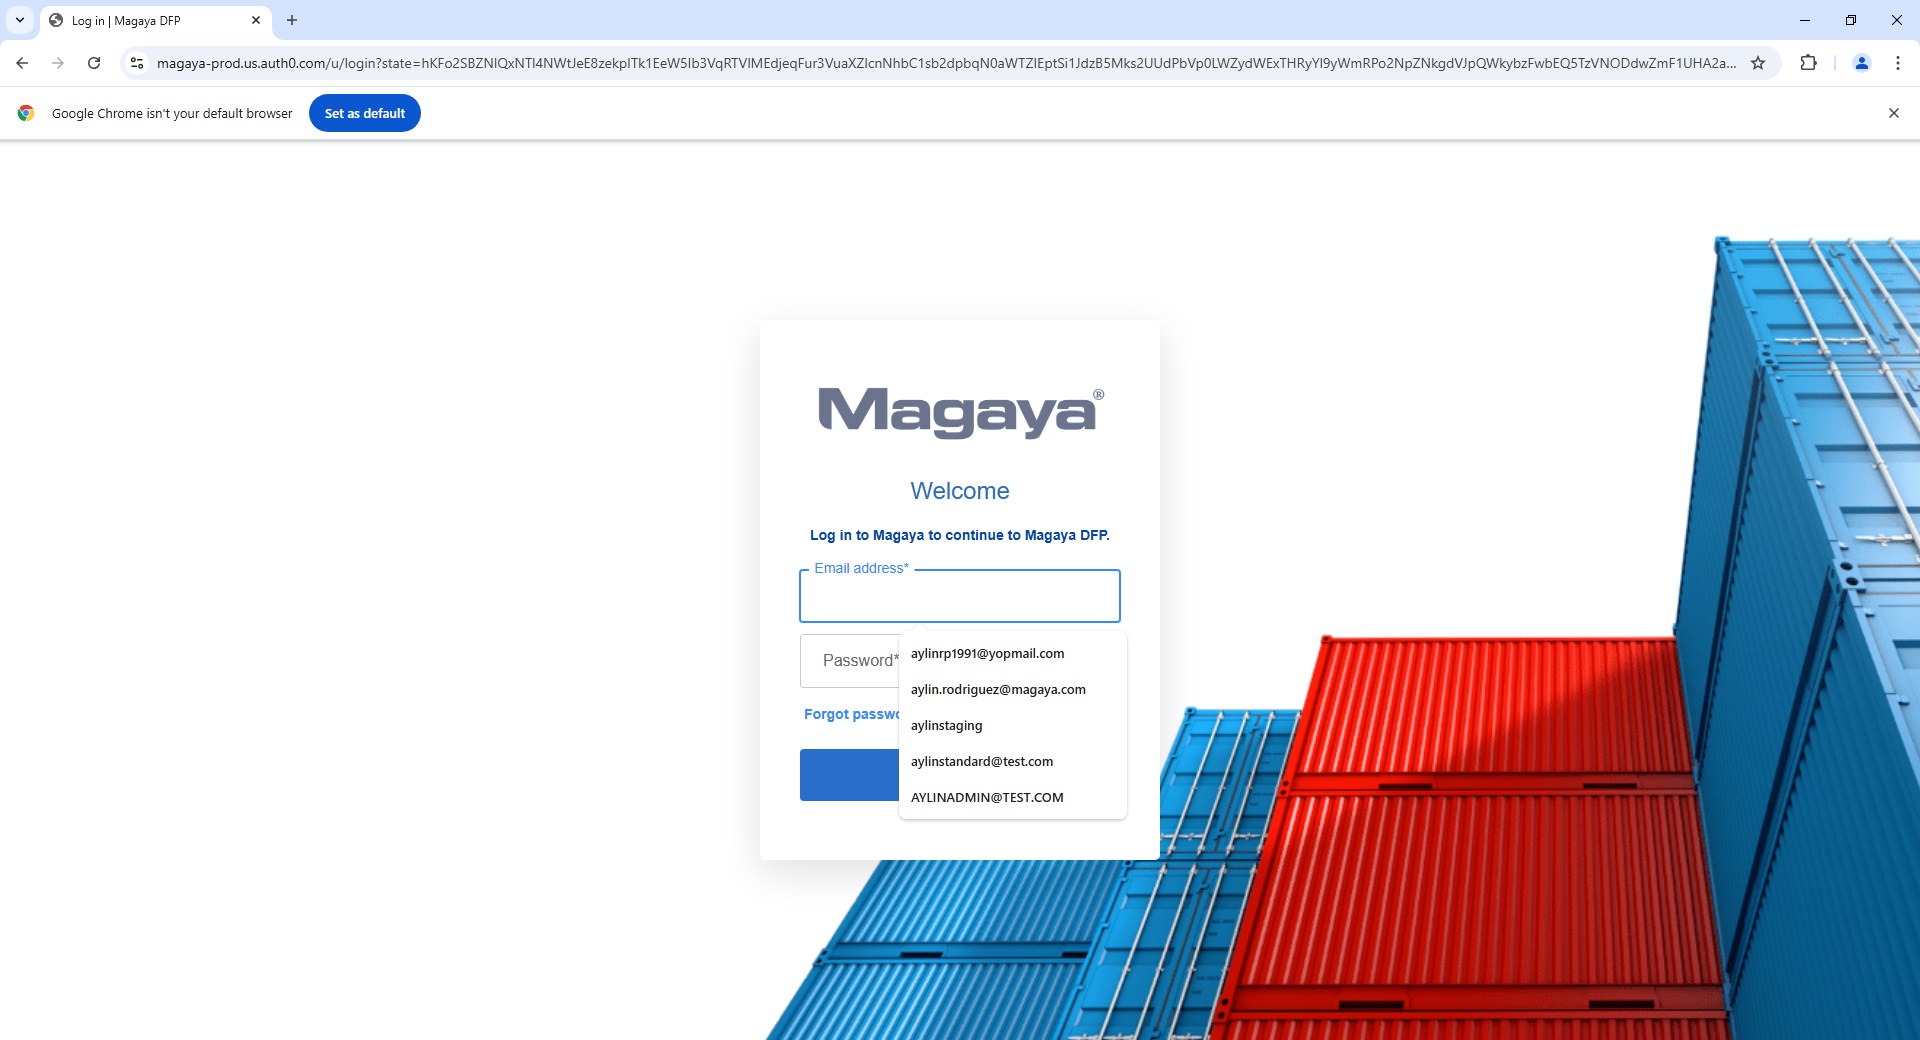 Log in | Magaya DFP
magaya-prod.us.auth0.com/u/login?state=hKFo2SBZNlQxNTl4NWtJeE8zekplTk1EeW5Ib3VqRTVlMEdjeqFur3VuaXZlcnNhbC1sb2dpbqN0aWTZIEptSi1JdzB5Mks2UUdPbVp0LWZydWExTHRyYl9yWmRPo2NpZNkgdVJpQWkybzFwbEQ5TzVNODdwZmF1UHA2a...
Google Chrome isn't your default browser
Set as default
Magaya®
Welcome
Log in to Magaya to continue to Magaya DFP.
Email address*
Password*
aylinrp1991@yopmail.com
aylin.rodriguez@magaya.com
Forgot passwo
aylinstaging
aylinstandard@test.com
AYLINADMIN@TEST.COM